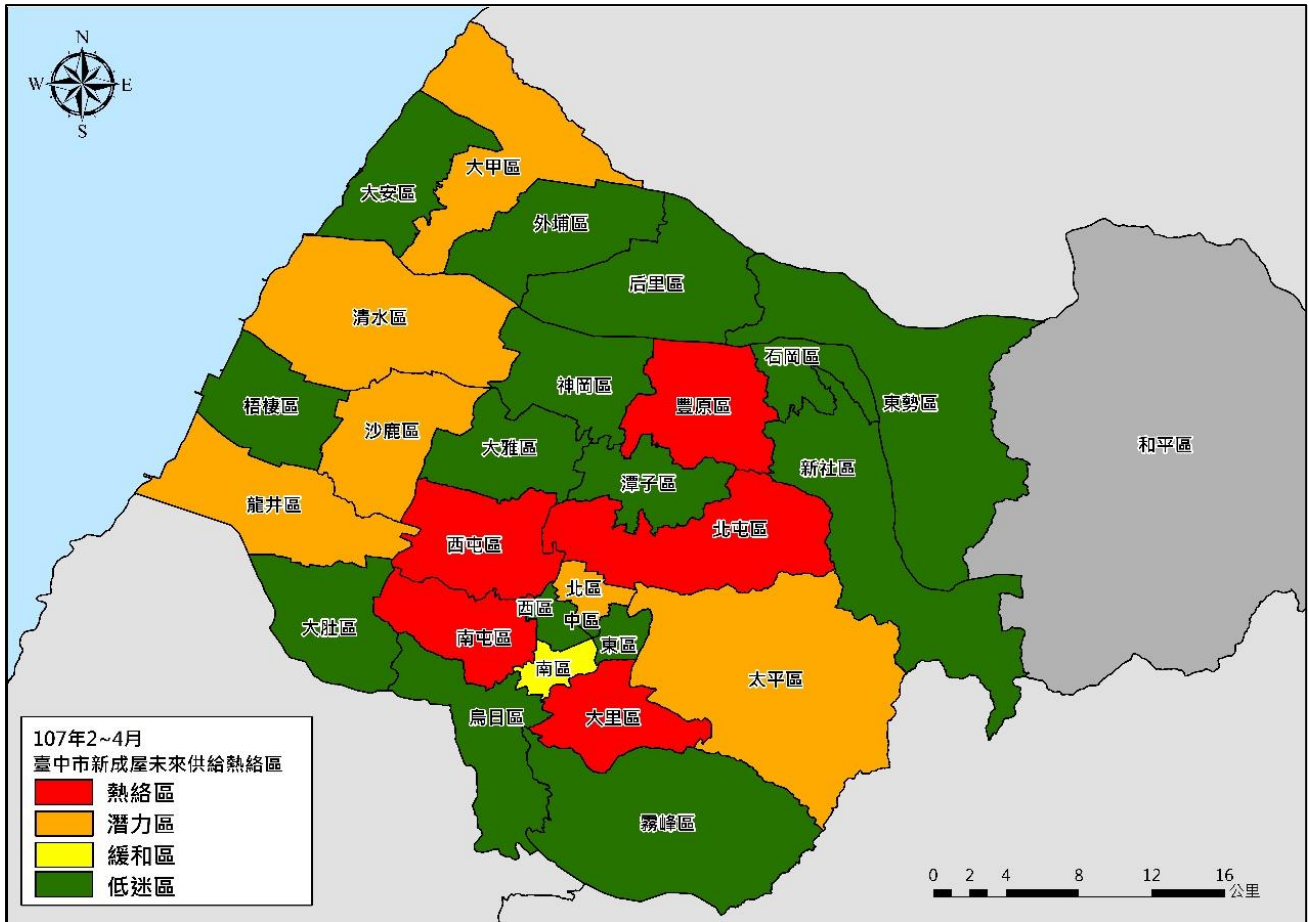 N
W
E
S
大甲區
大安區
外埔區
后里區
清水區
石岡區
神岡區
豐原區
東勢區
梧棲區
沙鹿區
和平區
大雅區
新社區
潭子區
龍井區
北屯區
西屯區
北區
西區
中區
大肚區
南屯區
東區
南區
太平區
烏日區
大里區
霧峰區
107年2~4月
臺中市新成屋未來供給熱絡區
熱絡區
潛力區
緩和區
低迷區
0 2 4 8 12 16
公里